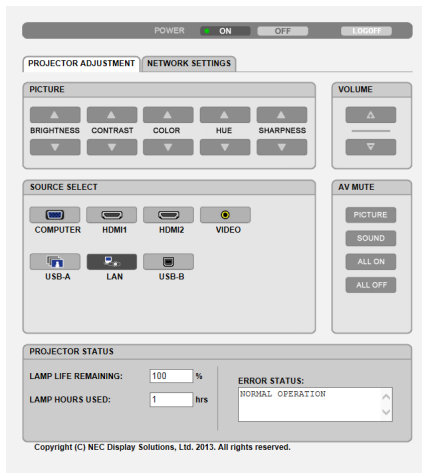 POWER ON OFF LOGOFF
PROJECTOR ADJUSTMENT NETWORK SETTINGS
PICTURE
BRIGHTNESS CONTRAST COLOR HUE SHARPNESS
VOLUME
SOURCE SELECT
COMPUTER HDMI1 HDMI2 VIDEO
USB-A LAN USB-B
AV MUTE
PICTURE
SOUND
ALL ON
ALL OFF
PROJECTOR STATUS
LAMP LIFE REMAINING: 100 %
LAMP HOURS USED: 1 hrs
ERROR STATUS:
NORMAL OPERATION
Copyright (C) NEC Display Solutions, Ltd. 2013. All rights reserved.